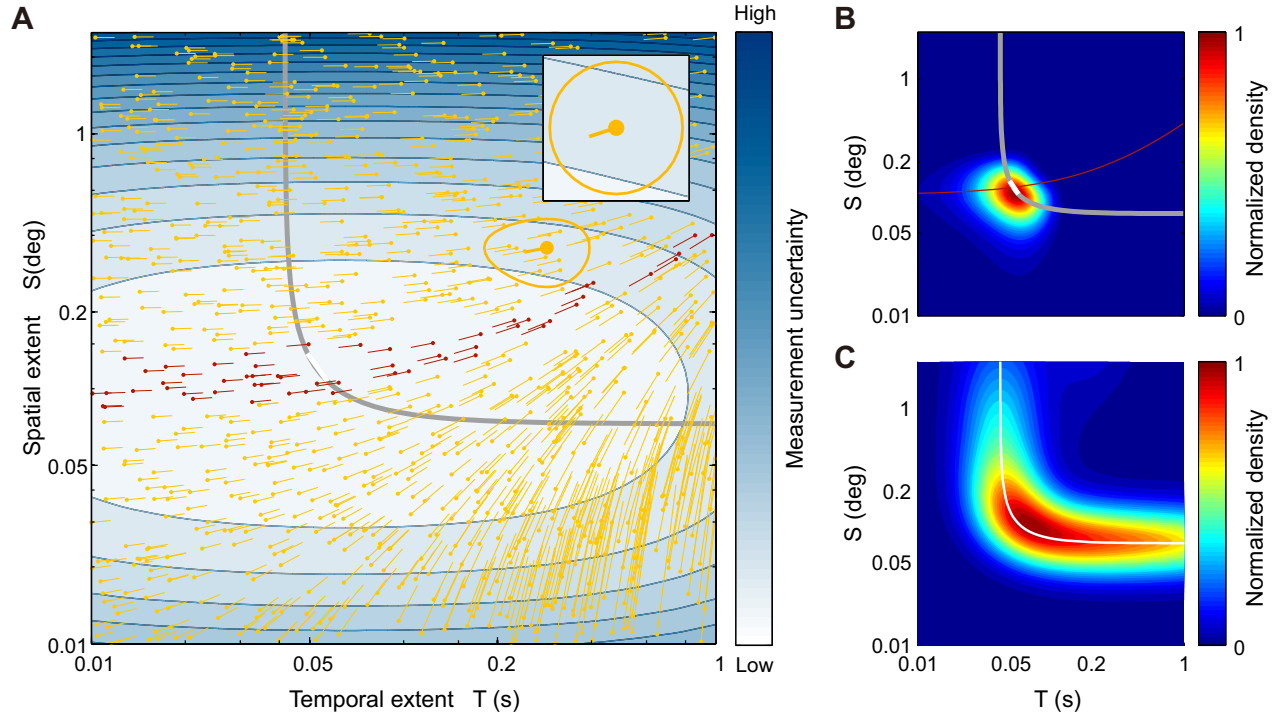 A
High
1
0.2
0.05
0.01
Spatial extent S(deg)
0.01
0.05
0.2
1
Temporal extent T (s)
Measurement uncertainty
Low
B
1
0.2
0.05
0.01
S (deg)
1
0
Normalized density
C
1
0.2
0.05
0.01
S (deg)
0.01
0.05
0.2
1
T (s)
1
0
Normalized density